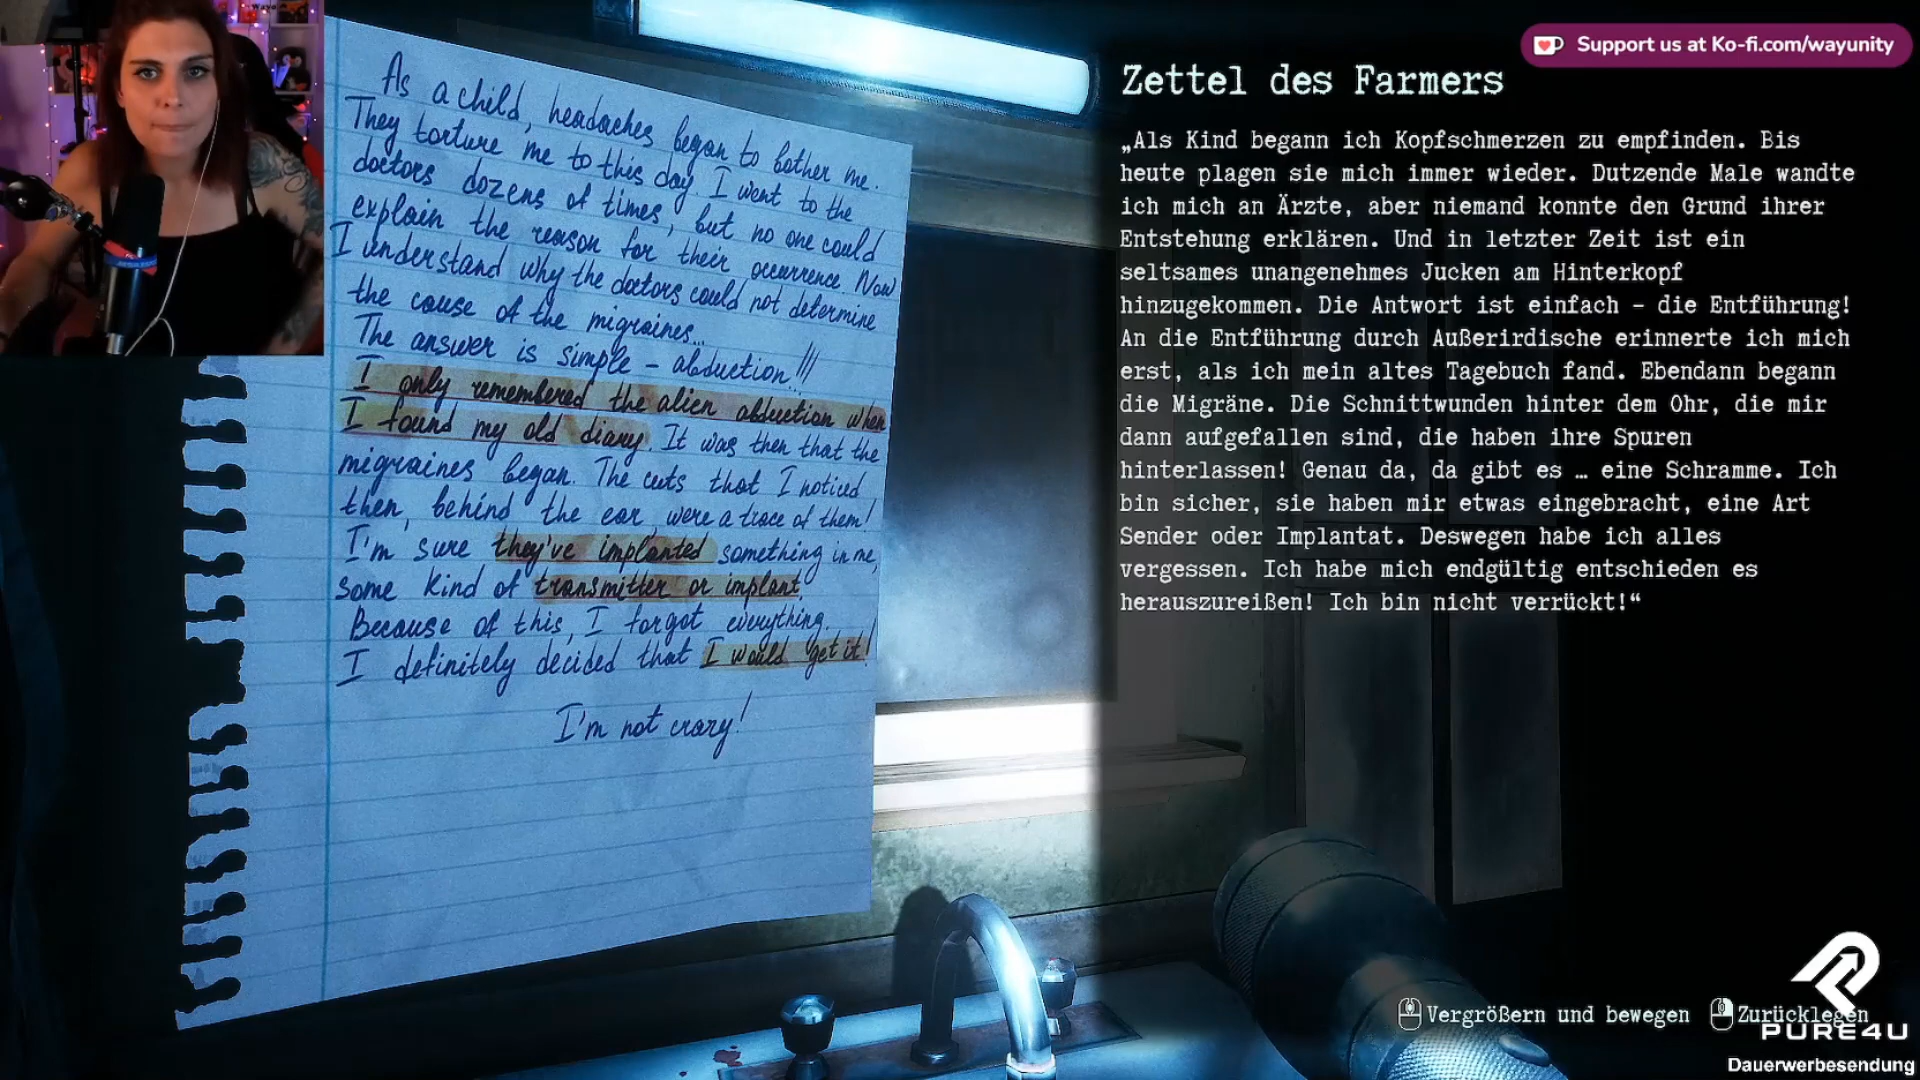 Support us at Ko-fi.com/wayunity
As a child, headaches began to bother me.
They torture me to this day. I went to the
doctors dozens of times, but no one could
explain the reason for their occurrence. Now
I understand why the doctors could not determine
the cause of the migraines...
The answer is simple – abduction!!!
I only remembered the alien abduction when
I found my old diary. It was then that the
migraines began. The cuts that I noticed
then, behind the ear, were a trace of them!
I'm sure they've implanted something in me,
some kind of transmitter or implant.
Because of this, I forgot everything.
I definitely decided that I would get it!
I'm not crazy!
Zettel des Farmers
„Als Kind begann ich Kopfschmerzen zu empfinden. Bis
heute plagen sie mich immer wieder. Dutzende Male wandte
ich mich an Ärzte, aber niemand konnte den Grund ihrer
Entstehung erklären. Und in letzter Zeit ist ein
seltsames unangenehmes Jucken am Hinterkopf
hinzugekommen. Die Antwort ist einfach – die Entführung!
An die Entführung durch Außerirdische erinnerte ich mich
erst, als ich mein altes Tagebuch fand. Ebendann begann
die Migräne. Die Schnittwunden hinter dem Ohr, die mir
dann aufgefallen sind, die haben ihre Spuren
hinterlassen! Genau da, da gibt es … eine Schramme. Ich
bin sicher, sie haben mir etwas eingebracht, eine Art
Sender oder Implantat. Deswegen habe ich alles
vergessen. Ich habe mich endgültig entschieden es
herauszureißen! Ich bin nicht verrückt!“
Vergrößern und bewegen
Zurücklegen
PURE4U
Dauerwerbesendung